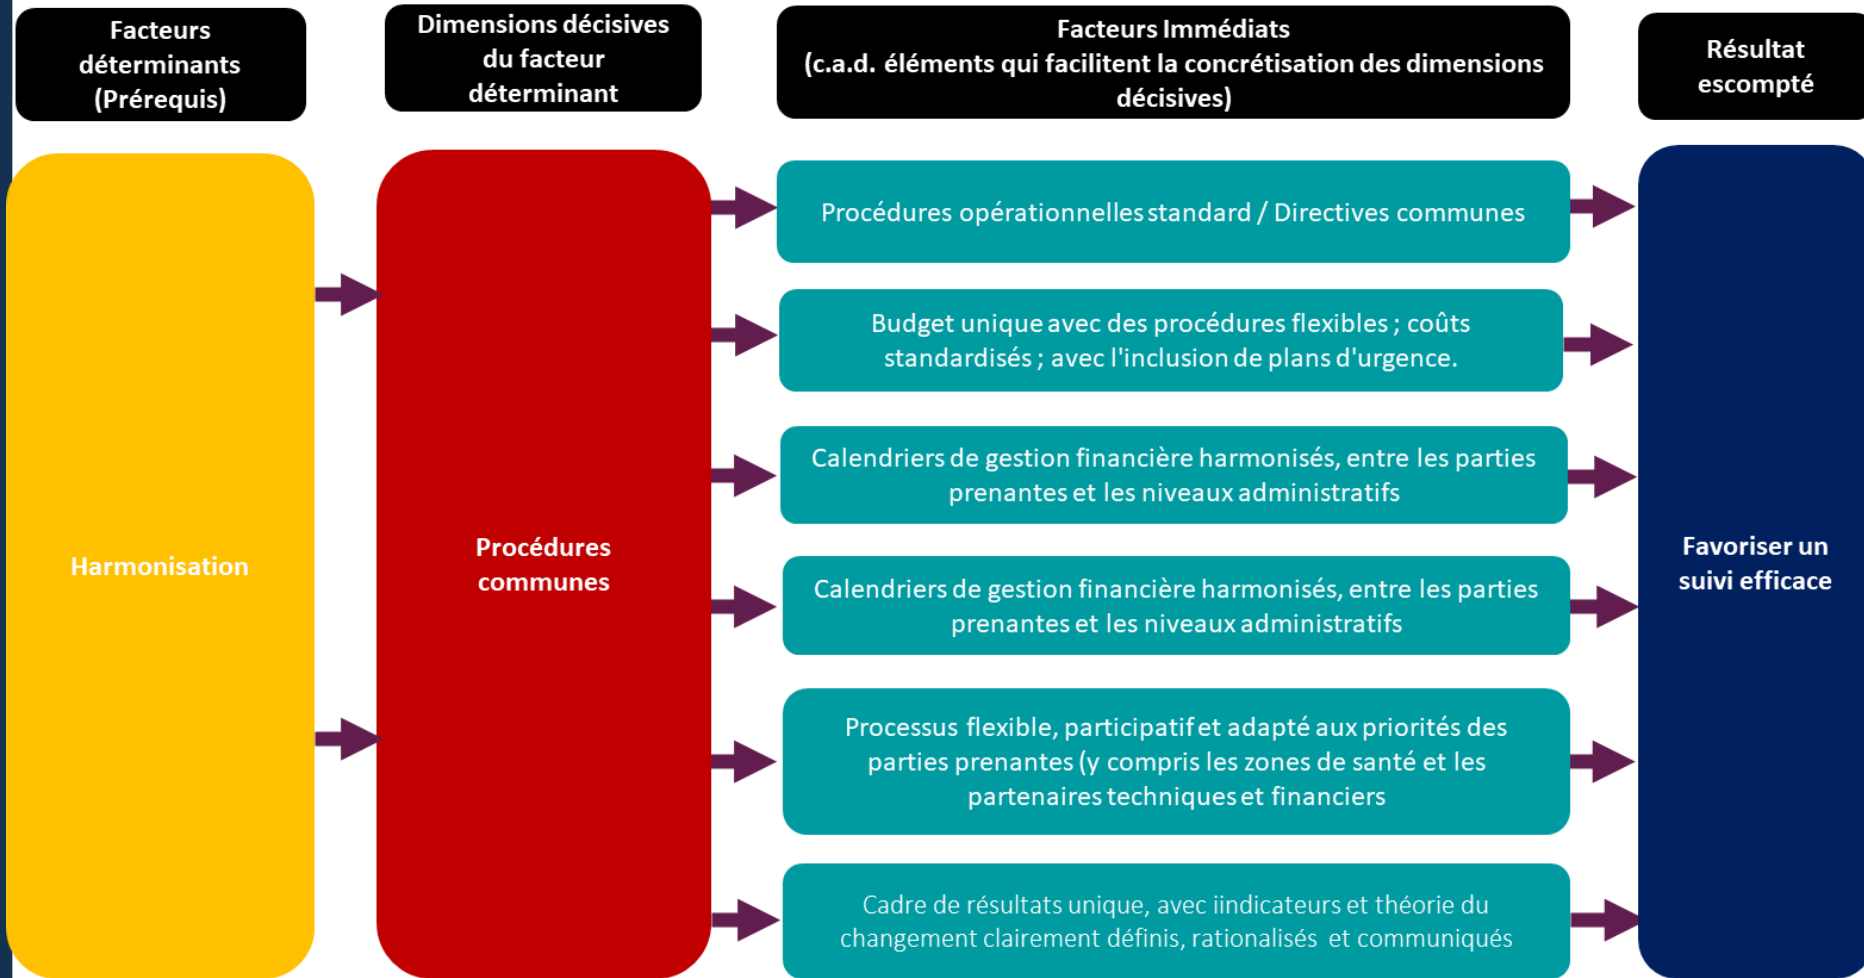 Facteurs
déterminants
(Prérequis)
Dimensions décisives
du facteur
déterminant
Facteurs Immédiats
(c.a.d. éléments qui facilitent la concrétisation des dimensions
décisives)
Résultat
escompté
Harmonisation
Procédures
communes
Procédures opérationnelles standard / Directives communes
Budget unique avec des procédures flexibles ; coûts
standardisés ; avec l'inclusion de plans d'urgence.
Calendriers de gestion financière harmonisés, entre les parties
prenantes et les niveaux administratifs
Calendriers de gestion financière harmonisés, entre les parties
prenantes et les niveaux administratifs
Processus flexible, participatif et adapté aux priorités des
parties prenantes (y compris les zones de santé et les
partenaires techniques et financiers
Cadre de résultats unique, avec iindicateurs et théorie du
changement clairement définis, rationalisés et communiqués
Favoriser un
suivi efficace